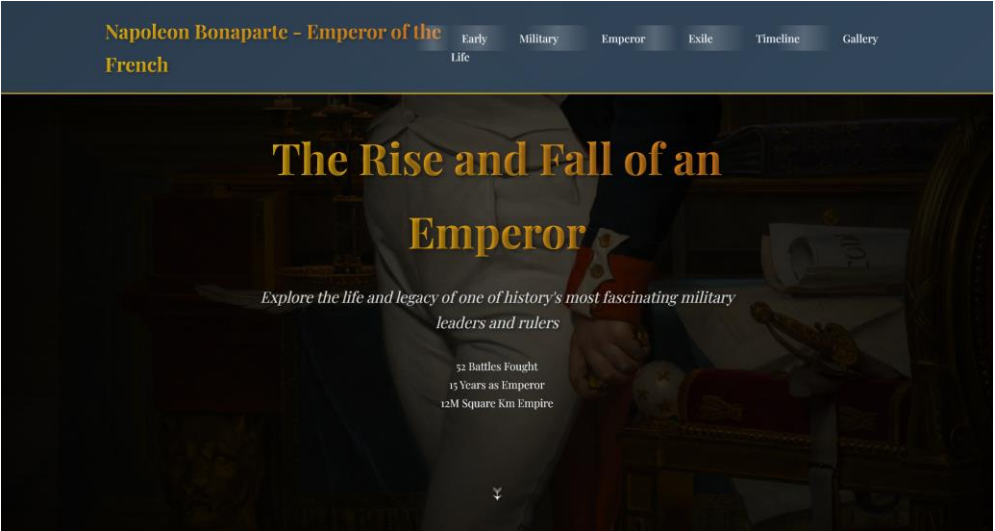 Napoleon Bonaparte - Emperor of the
French
Early
Life
Military
Emperor
Exile
Timeline
Gallery
The Rise and Fall of an
Emperor
Explore the life and legacy of one of history's most fascinating military
leaders and rulers
52 Battles Fought
15 Years as Emperor
12M Square Km Empire